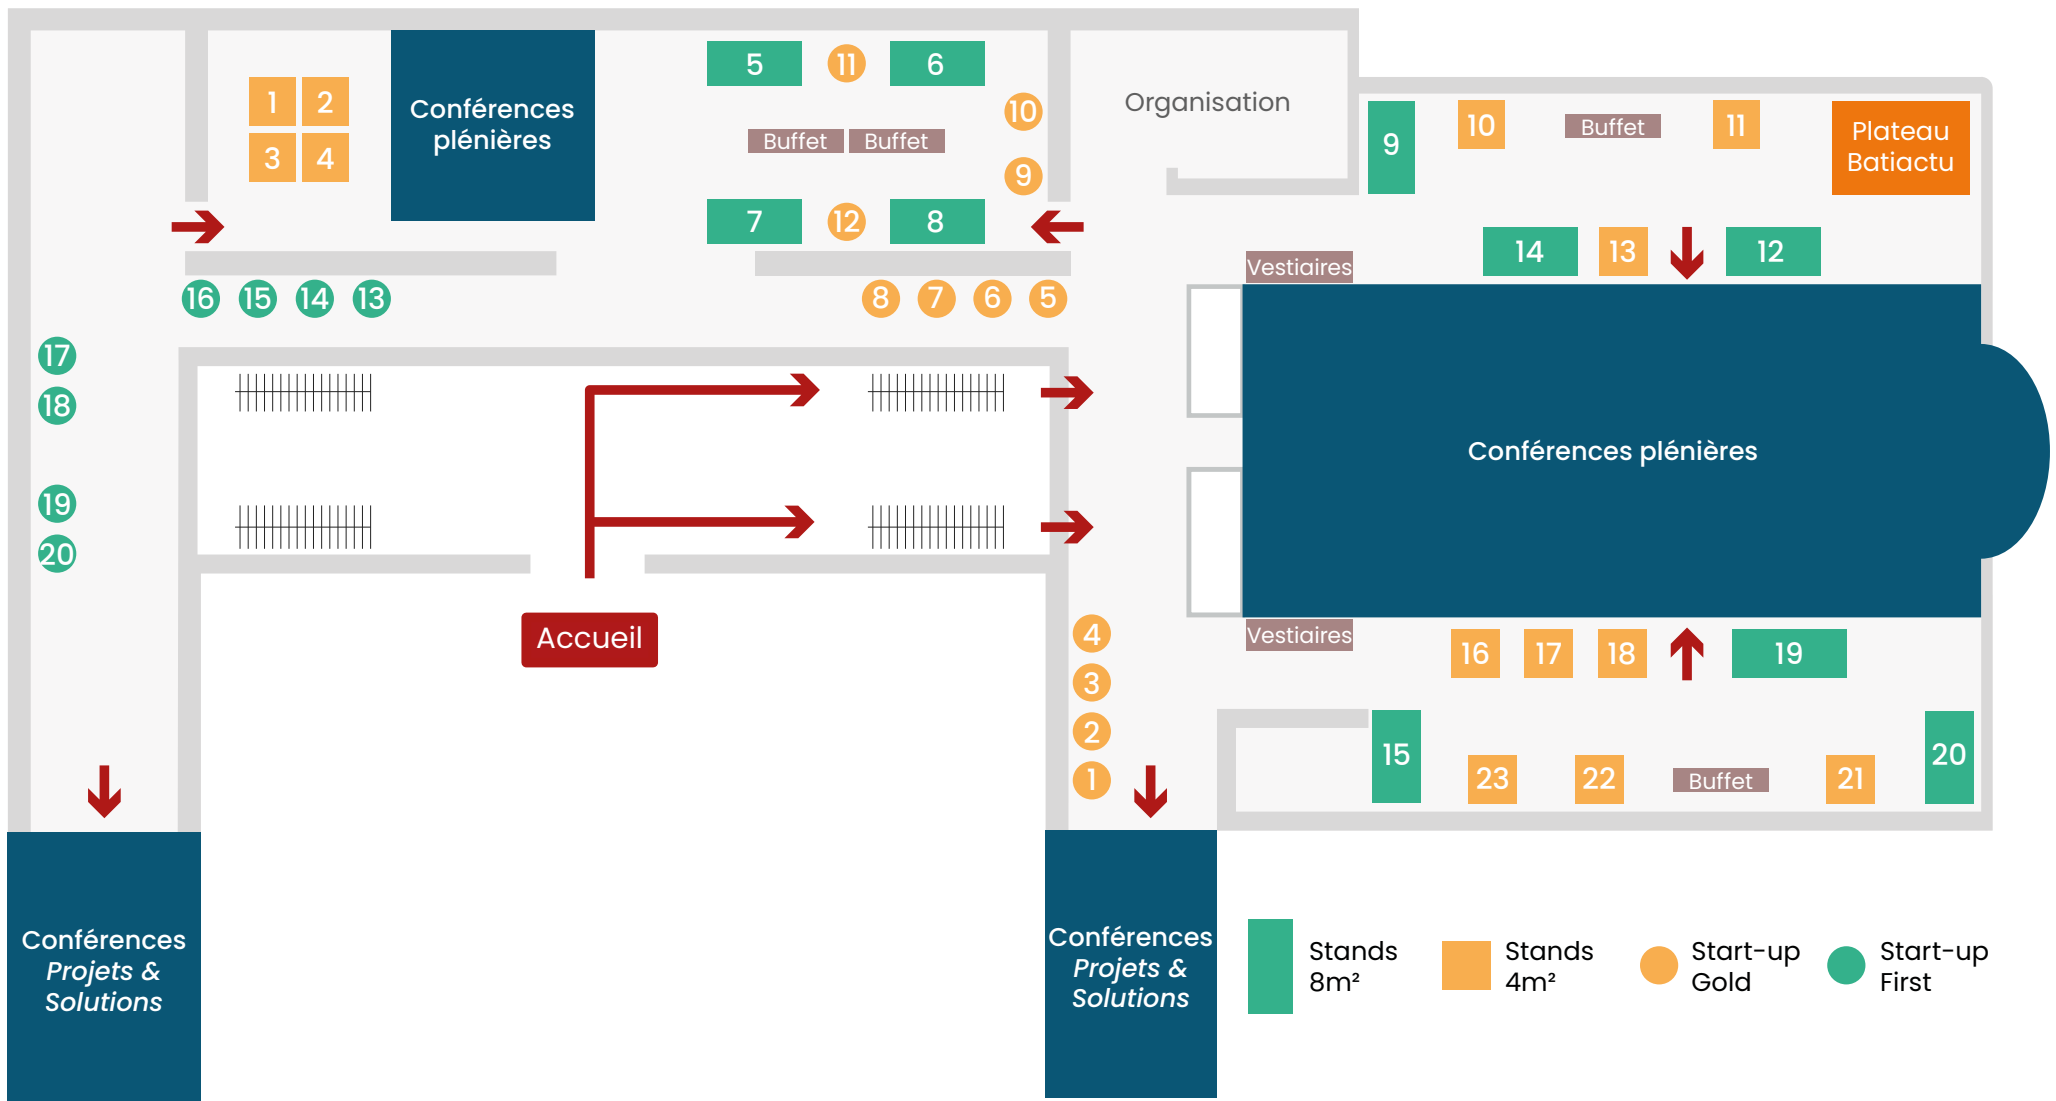 Conférences
plénières
1
2
3
4
5
11
6
Buffet
Buffet
10
9
7
12
8
Organisation
9
10
Buffet
11
Plateau
Batiactu
14
13
12
Vestiaires
16
15
14
13
8
7
6
5
17
18
19
20
Conférences plénières
Accueil
4
3
2
1
Vestiaires
16
17
18
19
15
23
22
Buffet
21
20
Conférences
Projets &
Solutions
Conférences
Projets &
Solutions
Stands
8m²
Stands
4m²
Start-up
Gold
Start-up
First